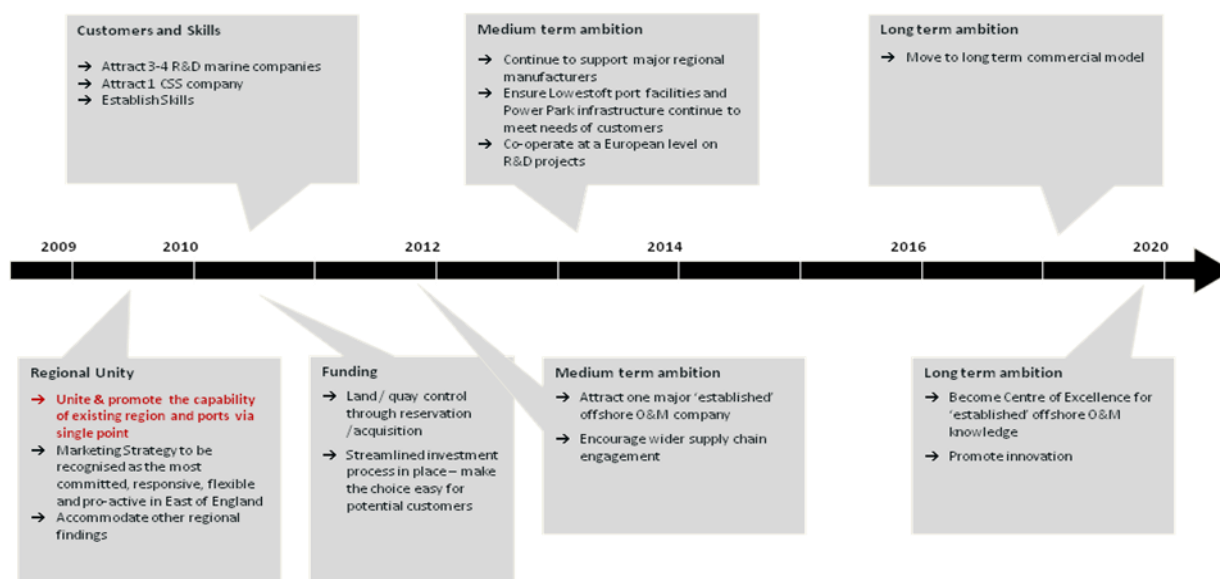 Customers and Skills
→ Attract 3-4 R&D marine companies
→ Attract 1 CSS company
→ Establish Skills
Medium term ambition
→ Continue to support major regional
manufacturers
→ Ensure Lowestoft port facilities and
Power Park infrastructure continue to
meet needs of customers
→ Co-operate at a European level on
R&D projects
Long term ambition
→ Move to long term commercial model
2009
2010
2012
2014
2016
2020
Regional Unity
→ Unite & promote the capability
of existing region and ports via
single point
→ Marketing Strategy to be
recognised as the most
committed, responsive, flexible
and pro-active in East of England
→ Accommodate other regional
findings
Funding
→ Land / quay control
through reservation
/acquisition
→ Streamlined investment
process in place – make
the choice easy for
potential customers
Medium term ambition
→ Attract one major 'established'
offshore O&M company
→ Encourage wider supply chain
engagement
Long term ambition
→ Become Centre of Excellence for
'established' offshore O&M
knowledge
→ Promote innovation